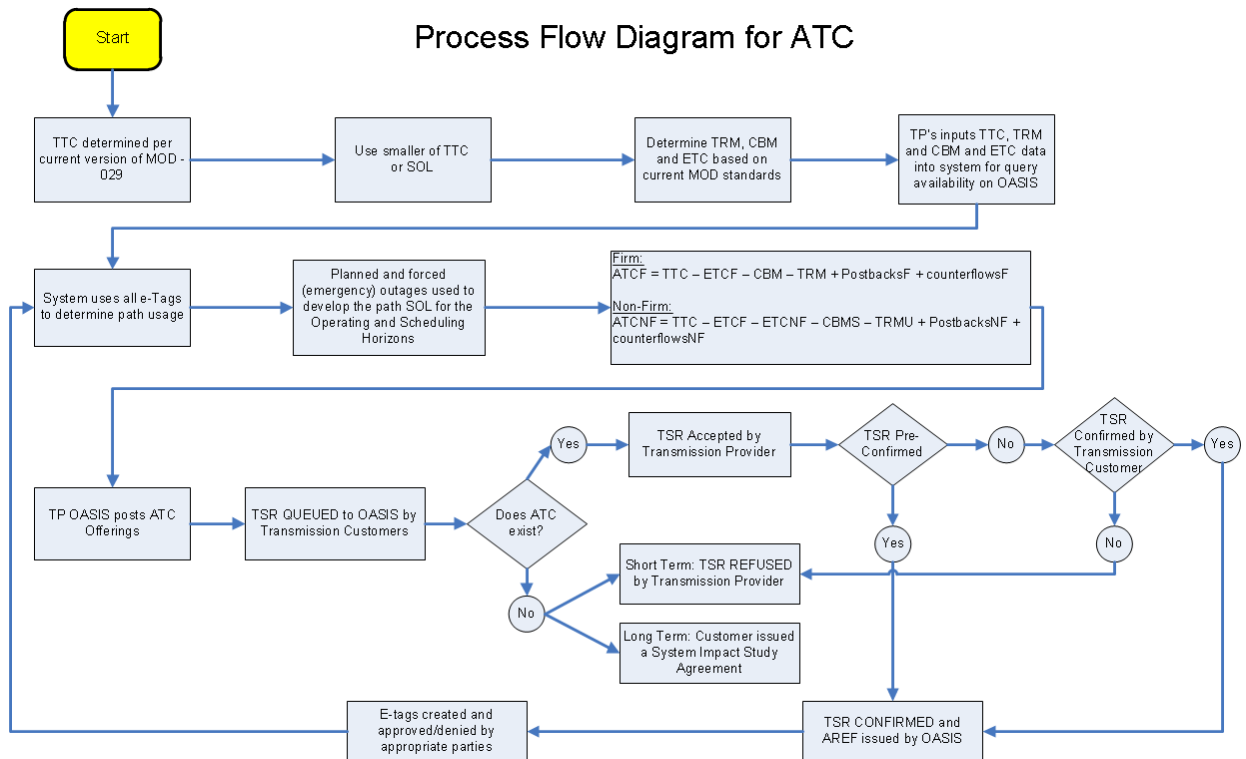 Start
Process Flow Diagram for ATC
TTC determined per
current version of MOD -
029
Use smaller of TTC
or SOL
Determine TRM, CBM
and ETC based on
current MOD standards
TP's inputs TTC, TRM
and CBM and ETC data
into system for query
availability on OASIS
System uses all e-Tags
to determine path usage
Planned and forced
(emergency) outages used
to develop the path SOL for the
Operating and Scheduling
Horizons
Firm:
ATCF = TTC – ETCF – CBM – TRM + PostbacksF + counterflowsF
Non-Firm:
ATCNF = TTC – ETCF – ETCNF – CBMS – TRMU + PostbacksNF +
counterflowsNF
TP OASIS posts ATC
Offerings
TSR QUEUED to OASIS by
Transmission Customers
Does ATC
exist?
Yes
TSR Accepted by
Transmission Provider
TSR Pre-
Confirmed
No
TSR
Confirmed by
Transmission
Customer
Yes
Yes
No
No
Short Term: TSR REFUSED
by Transmission Provider
Long Term: Customer issued
a System Impact Study
Agreement
E-tags created and
approved/denied by
appropriate parties
TSR CONFIRMED and
AREF issued by OASIS